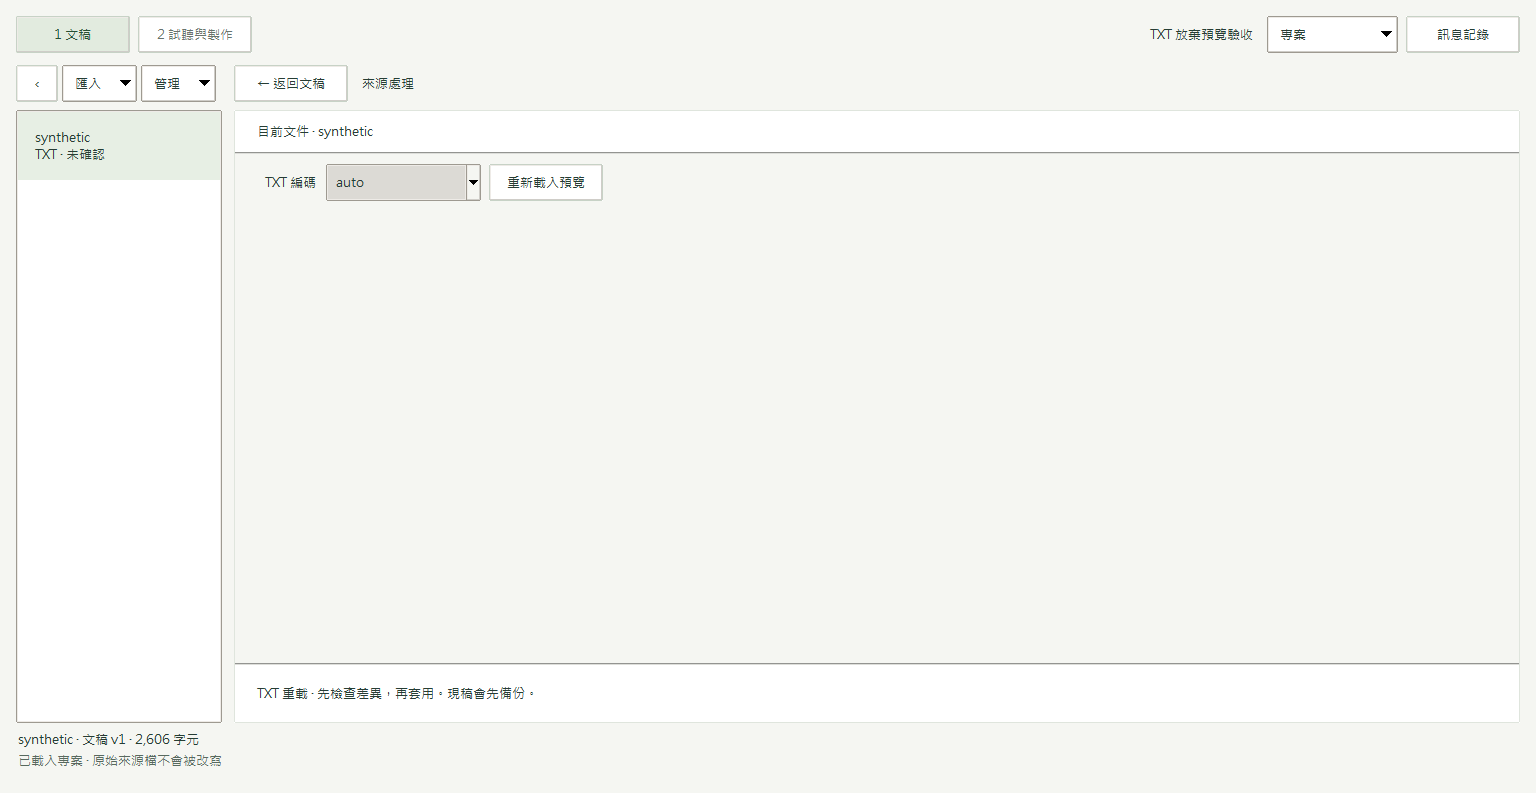 1 文稿
2 試聽與製作
TXT 放棄預覽驗收
專案
訊息記錄
‹
匯入
管理
← 返回文稿
來源處理
synthetic
TXT · 未確認
目前文件 · synthetic
TXT 編碼
auto
重新載入預覽
TXT 重載 · 先檢查差異，再套用。現稿會先備份。
synthetic · 文稿 v1 · 2,606 字元
已載入專案 · 原始來源檔不會被改寫